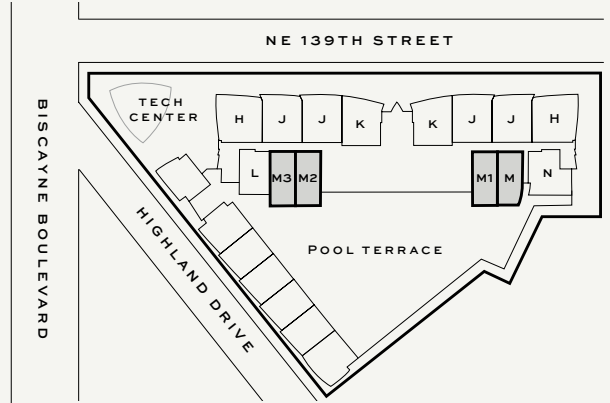 NE 139TH STREET
BISCAYNE BOULEVARD
TECH
CENTER
H
J
J
K
K
J
J
H
L
M3
M2
M1
M
N
POOL TERRACE
HIGHLAND DRIVE